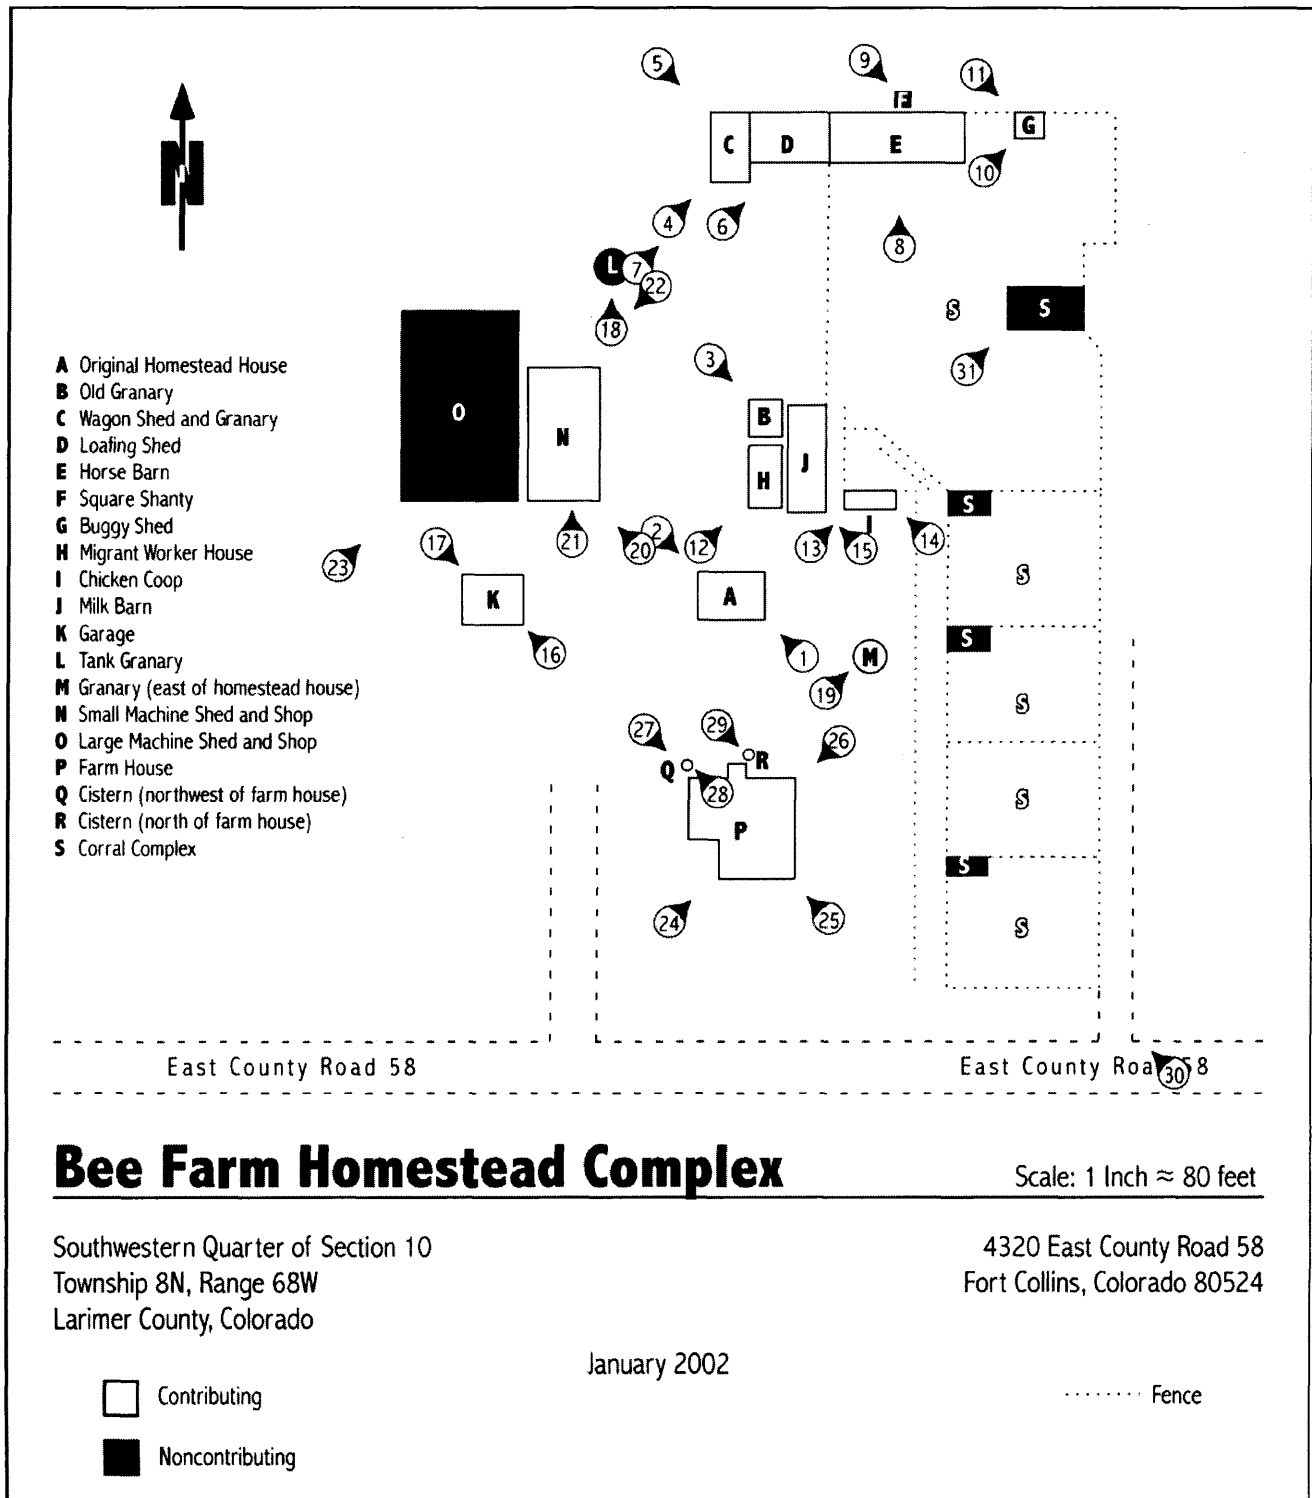 5
9
11
F
G
C
D
E
N
10
4
6
8
L
7
22
S
S
18
3
31
A Original Homestead House
B Old Granary
C Wagon Shed and Granary
D Loafing Shed
E Horse Barn
F Square Shanty
G Buggy Shed
H Migrant Worker House
I Chicken Coop
J Milk Barn
K Garage
L Tank Granary
M Granary (east of homestead house)
N Small Machine Shed and Shop
O Large Machine Shed and Shop
P Farm House
Q Cistern (northwest of farm house)
R Cistern (north of farm house)
S Corral Complex
O
N
B
J
H
S
I
23
17
21
20
2
12
13
15
14
S
K
A
S
16
1
M
19
S
27
29
26
Q
R
28
S
P
S
24
25
S
East County Road 58
East County Road 58
30
Bee Farm Homestead Complex
Scale: 1 Inch ≈ 80 feet
Southwestern Quarter of Section 10
Township 8N, Range 68W
Larimer County, Colorado
4320 East County Road 58
Fort Collins, Colorado 80524
January 2002
Contributing
Noncontributing
Fence